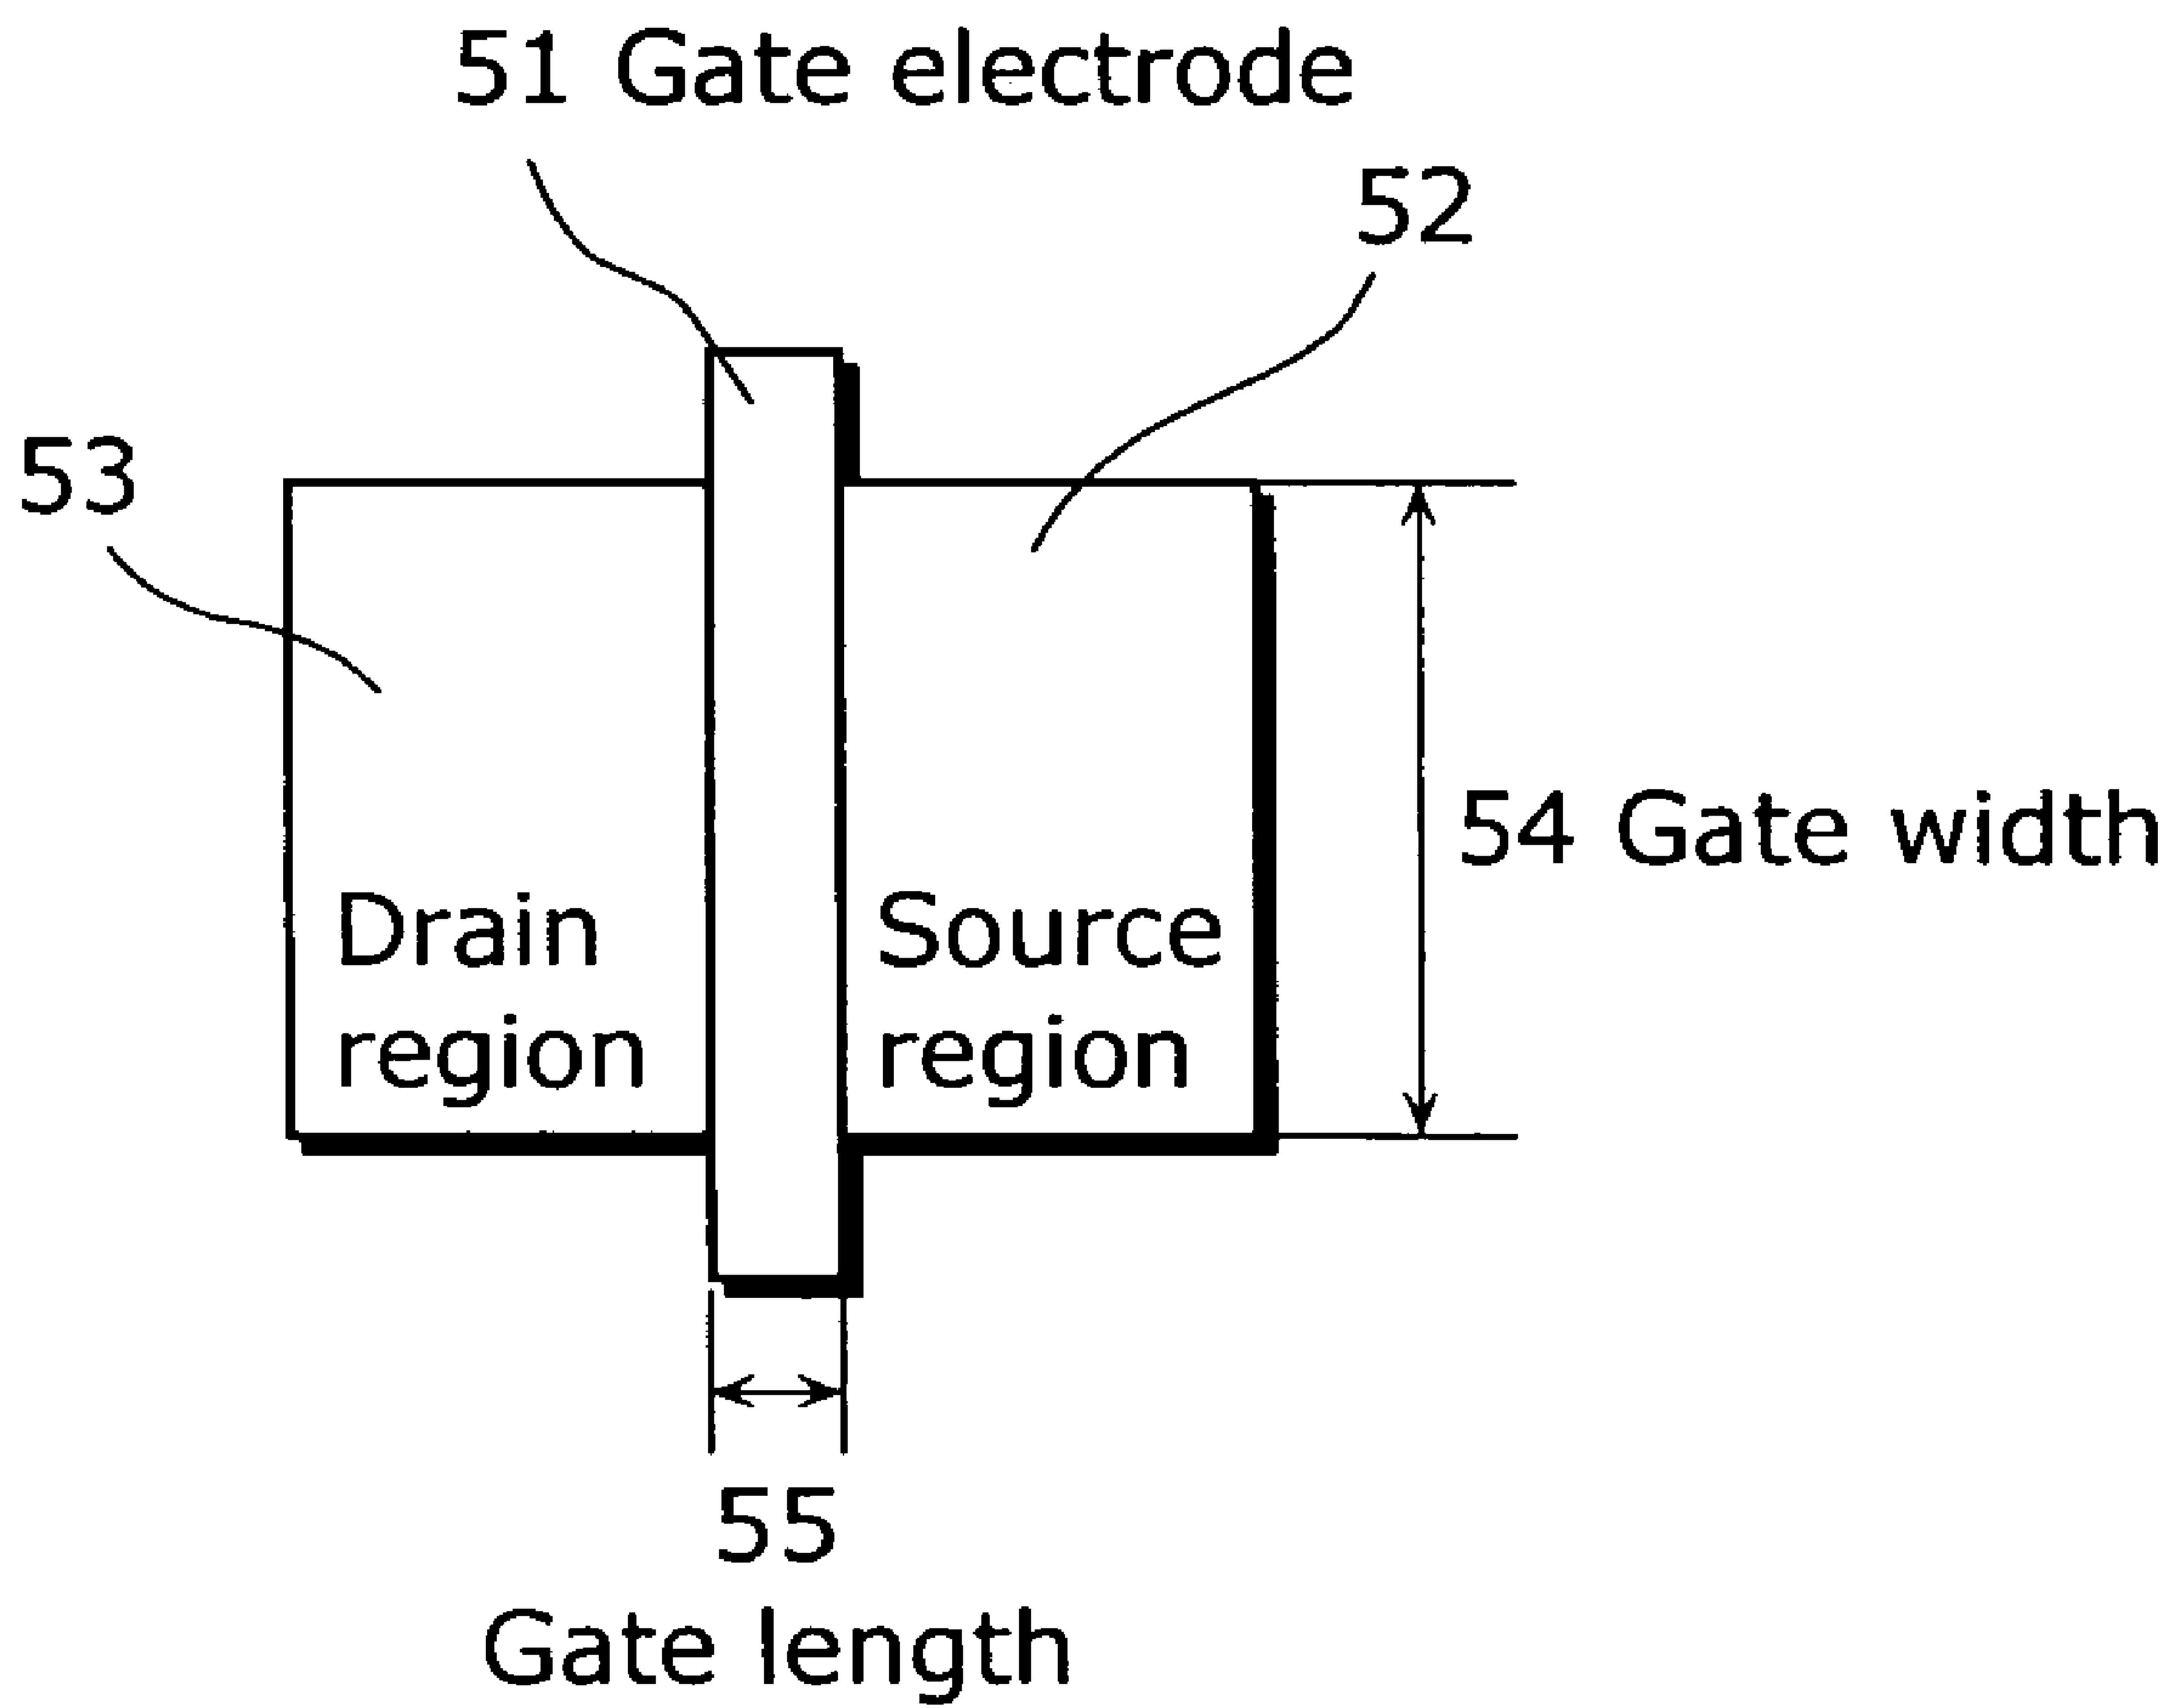 51 Gate electrode
52
53
54 Gate width
Drain
region
Source
region
55
Gate length